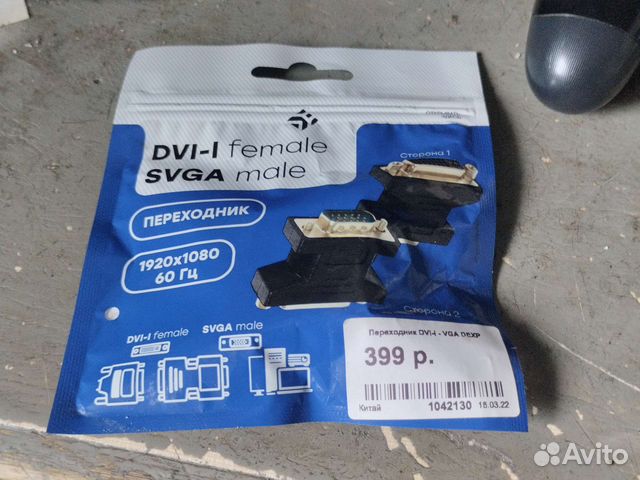 DVI-I female
SVGA male
Сторона 1
ПЕРЕХОДНИК
1920x1080
60 Гц
Сторона 2
DVI-I female
SVGA male
Переходник DVI-I - VGA DEXP
399 р.
Китай 1042130 16.03.22
Avito